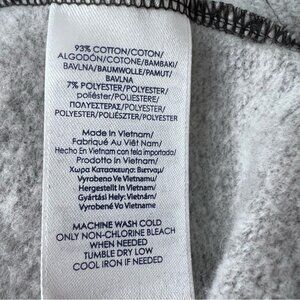 93% COTTON/COTON/
ALGODÓN/COTONE/BAMBAKI/
BAVLNA/BAUMWOLLE/PAMUT/
BAVLNA
7% POLYESTER/POLYESTER/
poliéster/POLIESTERE/
ΠΟΛΥΕΣΤΕΡΑΣ/POLYESTER/
POLYESTER/POLIÉSZTER/POLYESTER
Made In Vietnam/
Fabriqué Au Viêt Nam/
Hecho En Vietnam con tela importada/
Prodotto in Vietnam/
Χωρα Κατασκευης: Βιετναμ/
Vyrobeno Ve Vietnamu/
Hergestellt In Vietnam/
Gyártási Hely: Vietnám/
Vyrobené Vo Vietname
MACHINE WASH COLD
ONLY NON-CHLORINE BLEACH
WHEN NEEDED
TUMBLE DRY LOW
COOL IRON IF NEEDED